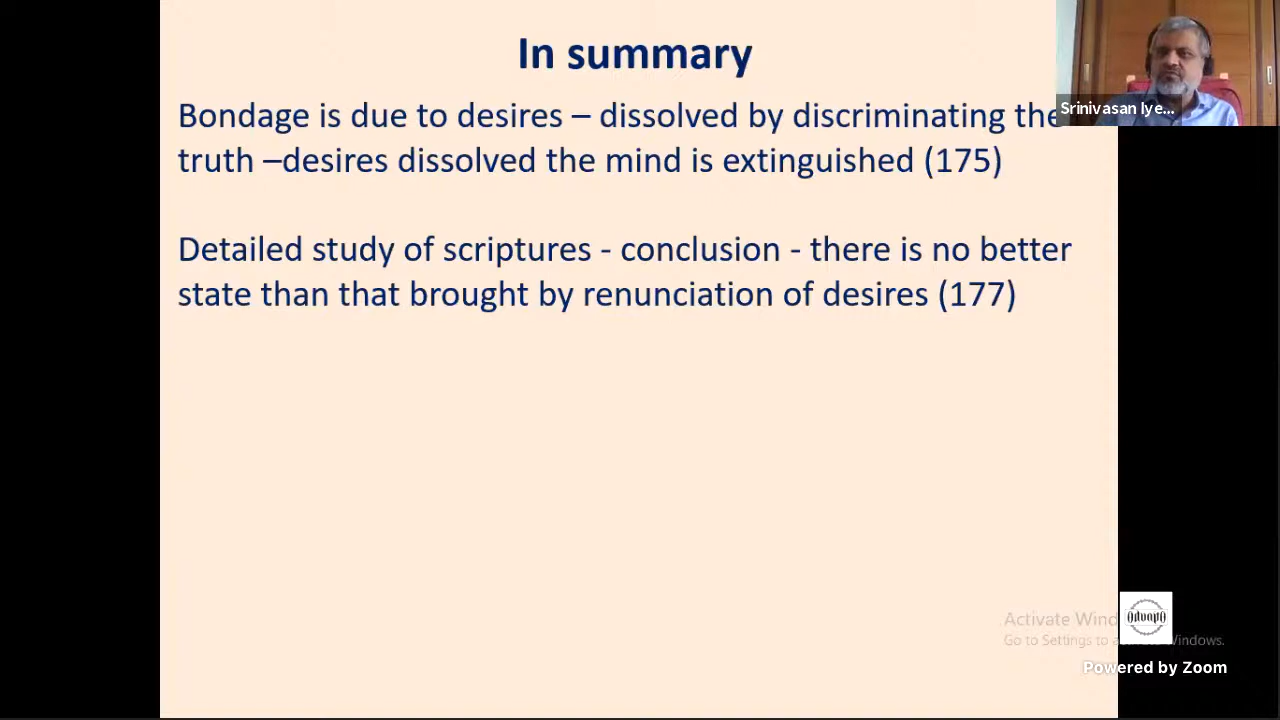 In summary
Bondage is due to desires – dissolved by discriminating the
truth –desires dissolved the mind is extinguished (175)
Detailed study of scriptures - conclusion - there is no better
state than that brought by renunciation of desires (177)
Srinivasan Iye...
Activate Wind
Go to Settings to a Windows.
Powered by Zoom